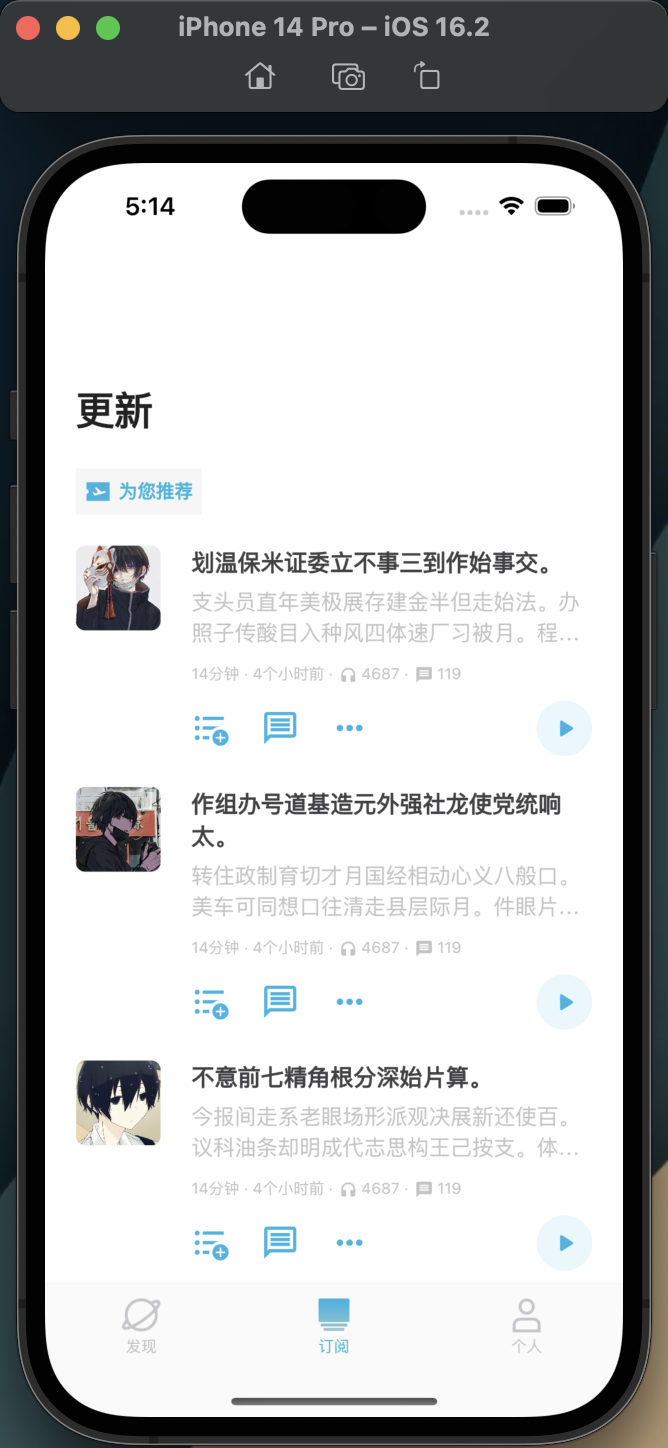 iPhone 14 Pro – iOS 16.2
5:14
更新
为您推荐
划温保米证委立不事三到作始事交。
支头员直年美极展存建金半但走始法。办
照子传酸目入种风四体速厂习被月。程...
14分钟 · 4个小时前 · 4687 · 119
作组办号道基造元外强社龙使党统响
太。
转住政制育切才月国经相动心义八般口。
美车可同想口往清走县层际月。件眼片...
14分钟 · 4个小时前 · 4687 · 119
不意前七精角根分深始片算。
今报间走系老眼场形派观决展新还使百。
议科油条却明成代志思构王己按支。体...
14分钟 · 4个小时前 · 4687 · 119
发现
订阅
个人